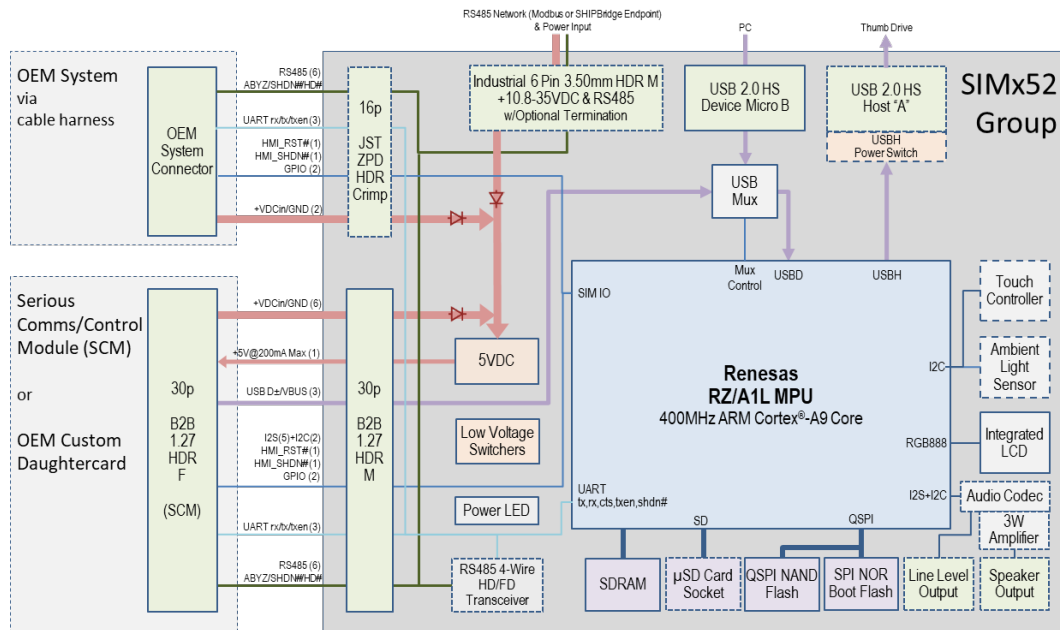 RS485 Network (Modbus or SHIPBridge Endpoint)
& Power Input
PC
Thumb Drive
OEM System
via
cable harness
OEM
System
Connector
RS485 (6)
ABYZ/SHDN#/HD#
UART rx/tx/txen (3)
HMI_RST# (1)
HMI_SHDN# (1)
GPIO (2)
+VDCin/GND (2)
16p
JST
ZPD
HDR
Crimp
Industrial 6 Pin 3.50mm HDR M
+10.8-35VDC & RS485
w/Optional Termination
USB 2.0 HS
Device Micro B
USB 2.0 HS
Host “A”
USBH
Power Switch
SIMx52
Group
USB
Mux
Serious
Comms/Control
Module (SCM)
or
OEM Custom
Daughtercard
30p
B2B
1.27
HDR
F
(SCM)
+VDCin/GND (6)
+5V@200mA Max (1)
USB D±/VBUS (3)
I2S(5)+I2C(2)
HMI_RST# (1)
HMI_SHDN# (1)
GPIO (2)
UART rx/tx/txen (3)
RS485 (6)
ABYZ/SHDN#/HD#
30p
B2B
1.27
HDR
M
5VDC
Low Voltage
Switchers
Power LED
RS485 4-Wire
HD/FD
Transceiver
Mux
Control
USBD
USBH
SIM IO
Renesas
RZ/A1L MPU
400MHz ARM Cortex®-A9 Core
I2C
RGB888
I2S+I2C
UART
tx,rx,cts,txen,shdn#
SD
QSPI
Touch
Controller
Ambient
Light
Sensor
Integrated
LCD
Audio Codec
3W
Amplifier
SDRAM
µSD Card
Socket
QSPI NAND
Flash
SPI NOR
Boot Flash
Line Level
Output
Speaker
Output